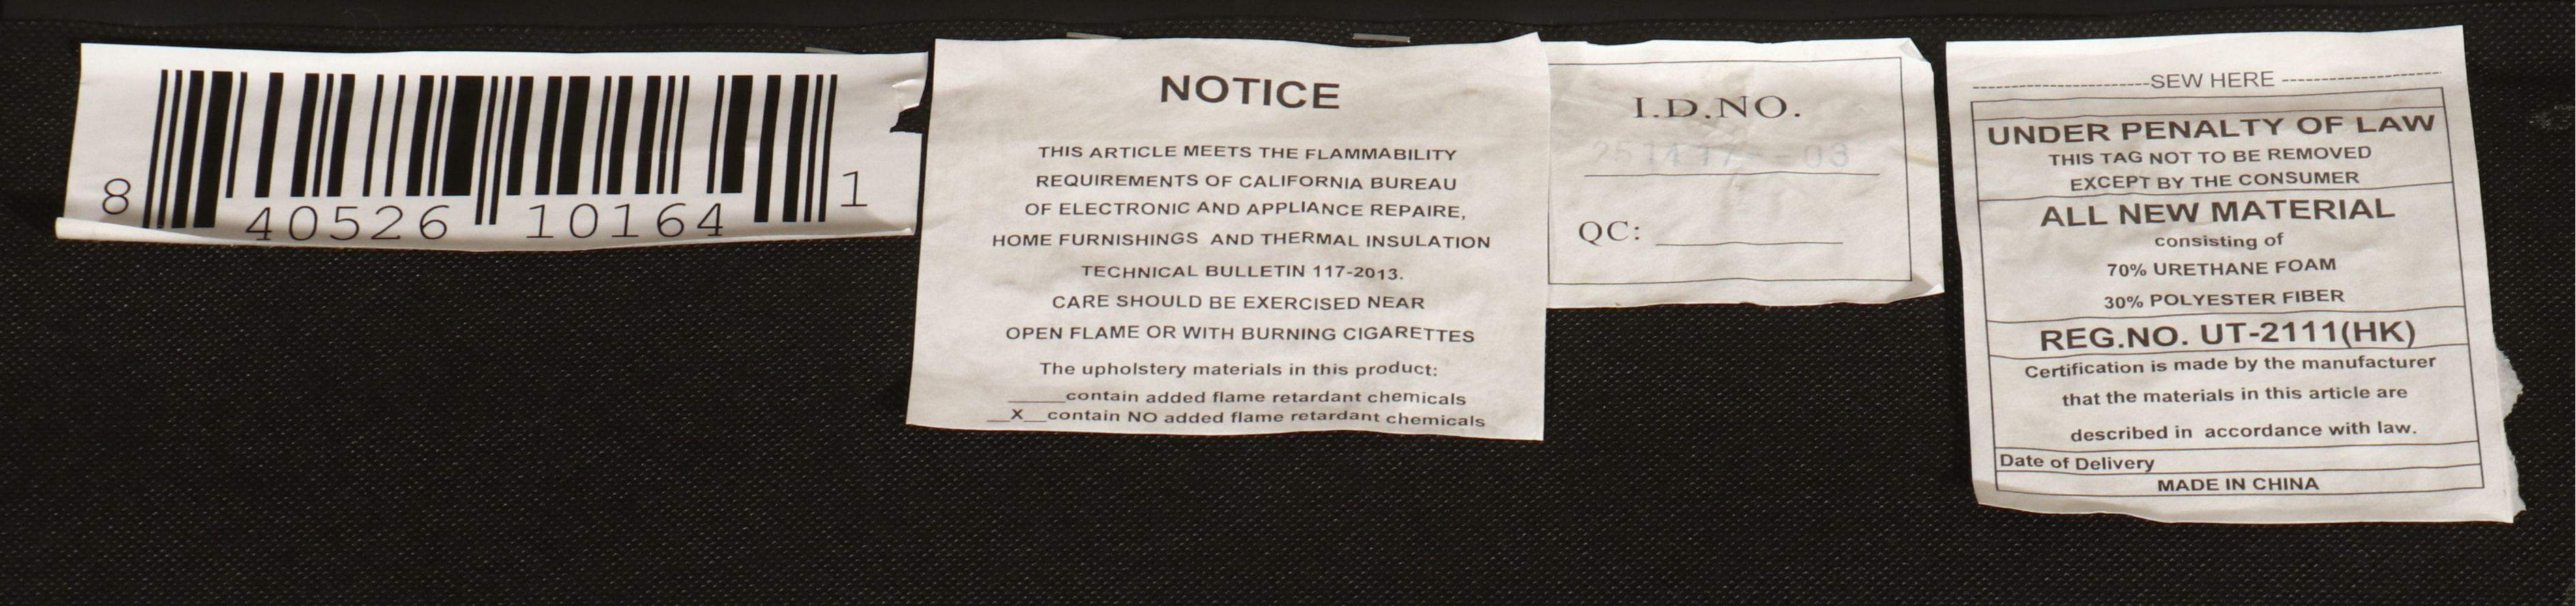 8 40526 10164 1
NOTICE
THIS ARTICLE MEETS THE FLAMMABILITY
REQUIREMENTS OF CALIFORNIA BUREAU
OF ELECTRONIC AND APPLIANCE REPAIRE,
HOME FURNISHINGS AND THERMAL INSULATION
TECHNICAL BULLETIN 117-2013.
CARE SHOULD BE EXERCISED NEAR
OPEN FLAME OR WITH BURNING CIGARETTES
The upholstery materials in this product:
_____contain added flame retardant chemicals
__X__contain NO added flame retardant chemicals
I.D.NO.
QC: __________
-----------------------SEW HERE ---------------------
UNDER PENALTY OF LAW
THIS TAG NOT TO BE REMOVED
EXCEPT BY THE CONSUMER
ALL NEW MATERIAL
consisting of
70% URETHANE FOAM
30% POLYESTER FIBER
REG.NO. UT-2111(HK)
Certification is made by the manufacturer
that the materials in this article are
described in accordance with law.
Date of Delivery
MADE IN CHINA